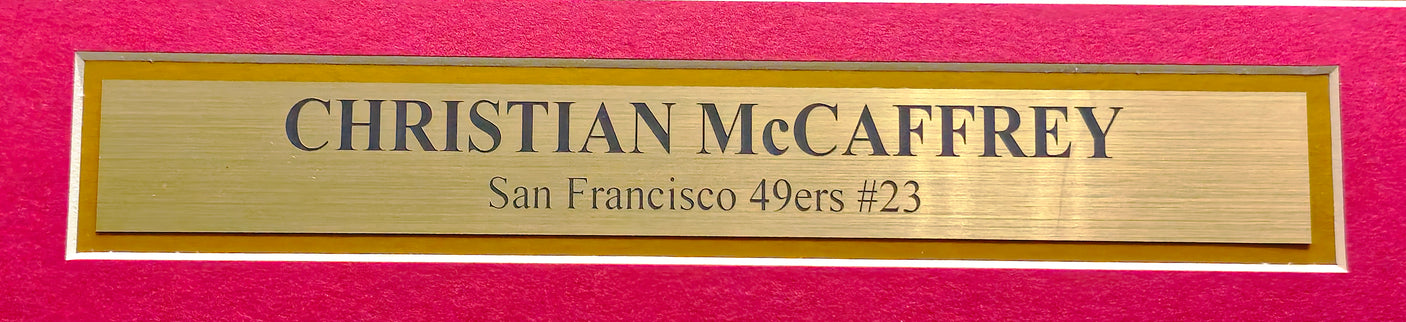 CHRISTIAN McCAFFREY
San Francisco 49ers #23